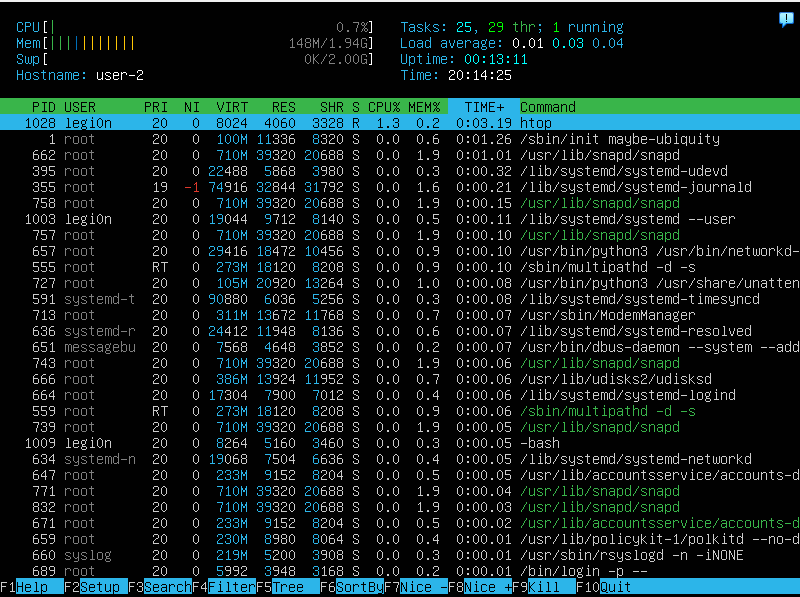 CPU[| 0.7%] Tasks: 25, 29 thr; 1 running
Mem[||||||||||| 148M/1.94G] Load average: 0.01 0.03 0.04
Swp[ 0K/2.00G] Uptime: 00:13:11
Hostname: user-2 Time: 20:14:25
PID USER PRI NI VIRT RES SHR S CPU% MEM% TIME+ Command
1028 legi0n 20 0 8024 4060 3328 R 1.3 0.2 0:03.19 htop
1 root 20 0 100M 11336 8320 S 0.0 0.6 0:01.26 /sbin/init maybe-ubiquity
662 root 20 0 710M 39320 20688 S 0.0 1.9 0:01.01 /usr/lib/snapd/snapd
395 root 20 0 22488 5868 3980 S 0.0 0.3 0:00.32 /lib/systemd/systemd-udevd
355 root 19 -1 74916 32844 31792 S 0.0 1.6 0:00.21 /lib/systemd/systemd-journald
758 root 20 0 710M 39320 20688 S 0.0 1.9 0:00.15 /usr/lib/snapd/snapd
1003 legi0n 20 0 19044 9712 8140 S 0.0 0.5 0:00.11 /lib/systemd/systemd --user
757 root 20 0 710M 39320 20688 S 0.0 1.9 0:00.10 /usr/lib/snapd/snapd
657 root 20 0 29416 18472 10456 S 0.0 0.9 0:00.10 /usr/bin/python3 /usr/bin/networkd-
555 root RT 0 273M 18120 8208 S 0.0 0.9 0:00.10 /sbin/multipathd -d -s
727 root 20 0 105M 20920 13264 S 0.0 1.0 0:00.08 /usr/bin/python3 /usr/share/unatten
591 systemd-t 20 0 90880 6036 5256 S 0.0 0.3 0:00.08 /lib/systemd/systemd-timesyncd
713 root 20 0 311M 13672 11768 S 0.0 0.7 0:00.07 /usr/sbin/ModemManager
636 systemd-r 20 0 24412 11948 8136 S 0.0 0.6 0:00.07 /lib/systemd/systemd-resolved
651 messagebu 20 0 7568 4648 3852 S 0.0 0.2 0:00.07 /usr/bin/dbus-daemon --system --add
743 root 20 0 710M 39320 20688 S 0.0 1.9 0:00.06 /usr/lib/snapd/snapd
666 root 20 0 386M 13924 11952 S 0.0 0.7 0:00.06 /usr/lib/udisks2/udisksd
664 root 20 0 17304 7900 7012 S 0.0 0.4 0:00.06 /lib/systemd/systemd-logind
559 root RT 0 273M 18120 8208 S 0.0 0.9 0:00.06 /sbin/multipathd -d -s
739 root 20 0 710M 39320 20688 S 0.0 1.9 0:00.05 /usr/lib/snapd/snapd
1009 legi0n 20 0 8264 5160 3460 S 0.0 0.3 0:00.05 -bash
634 systemd-n 20 0 19068 7504 6636 S 0.0 0.4 0:00.05 /lib/systemd/systemd-networkd
647 root 20 0 233M 9152 8204 S 0.0 0.5 0:00.05 /usr/lib/accountsservice/accounts-d
771 root 20 0 710M 39320 20688 S 0.0 1.9 0:00.04 /usr/lib/snapd/snapd
832 root 20 0 710M 39320 20688 S 0.0 1.9 0:00.03 /usr/lib/snapd/snapd
671 root 20 0 233M 9152 8204 S 0.0 0.5 0:00.02 /usr/lib/accountsservice/accounts-d
659 root 20 0 230M 8980 8064 S 0.0 0.4 0:00.01 /usr/lib/policykit-1/polkitd --no-d
660 syslog 20 0 219M 5200 3908 S 0.0 0.3 0:00.01 /usr/sbin/rsyslogd -n -iNONE
689 root 20 0 5992 3948 3168 S 0.0 0.2 0:00.01 /bin/login -p --
F1Help F2Setup F3SearchF4FilterF5Tree F6SortByF7Nice -F8Nice +F9Kill F10Quit